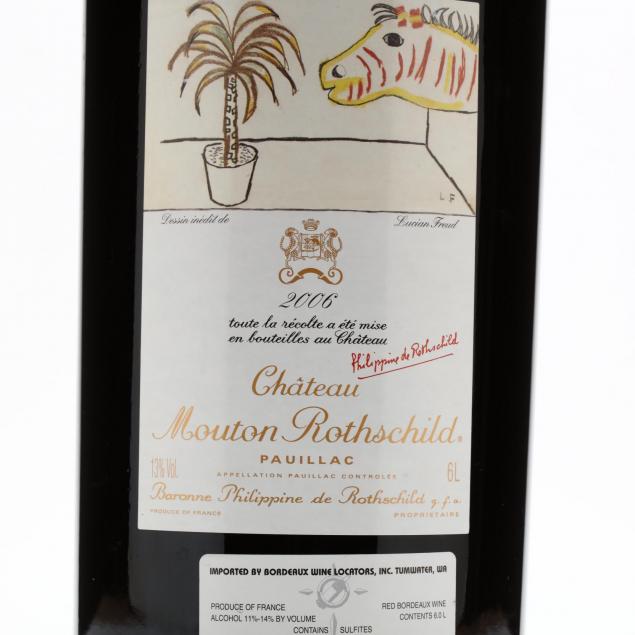 L F
Dessin inédit de Lucian Freud
2006
toute la récolte a été mise
en bouteilles au Château
Philippine de Rothschild
Château
Mouton Rothschild
PAUILLAC
13% Vol. APPELLATION PAUILLAC CONTROLÉE 6L
Baronne Philippine de Rothschild g.f.a.
PRODUCE OF FRANCE PROPRIÉTAIRE
IMPORTED BY BORDEAUX WINE LOCATORS, INC. TUMWATER, WA
PRODUCE OF FRANCE RED BORDEAUX WINE
ALCOHOL 11%-14% BY VOLUME CONTENTS 6.0 L
CONTAINS SULFITES